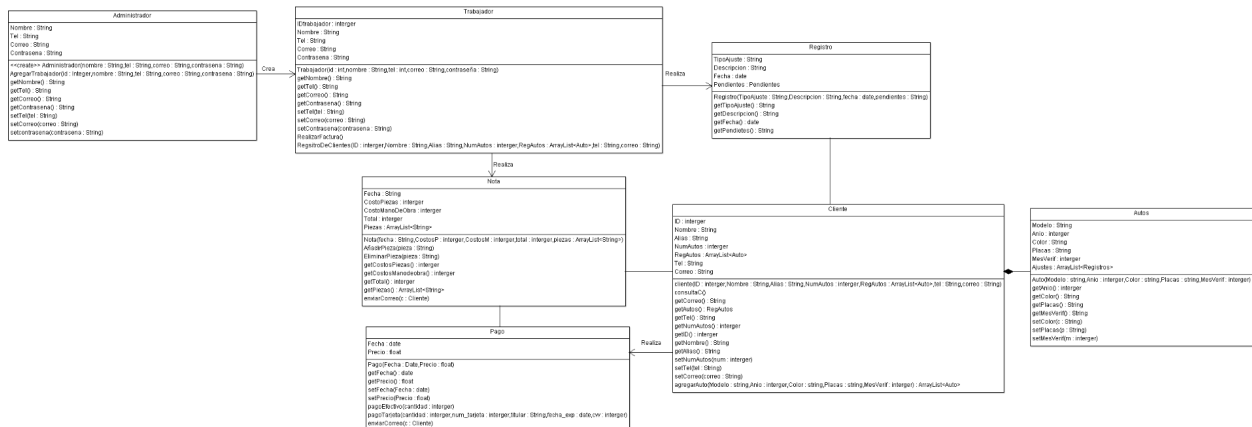 Administrador
Nombre : String
Tel : String
Correo : String
Contrasena : String
<<create>> Administrador(nombre : String,tel : String,correo : String,contrasena : String)
AgregarTrabajador(id : Integer,nombre : String,tel : String,correo : String,contrasena : String)
getNombre() : String
getTel() : String
getCorreo() : String
getContrasena() : String
setTel(tel : String)
setCorreo(correo : String)
setcontrasena(contrasena : String)
Crea
Trabajador
IDtrabajador : interger
Nombre : String
Tel : String
Correo : String
Contrasena : String
Trabajador(id : int,nombre : String,tel : int,correo : String,contraseña : String)
getNombre() : String
getTel() : String
getCorreo() : String
getContrasena() : String
setTel(tel : String)
setCorreo(correo : String)
setContrasena(contrasena : String)
RealizarFactura()
RegsitroDeClientes(ID : interger,Nombre : String,Alias : String,NumAutos : interger,RegAutos : ArrayList<Auto>,tel : String,correo : String)
Realiza
Registro
TipoAjuste : String
Descripcion : String
Fecha : date
Pendientes : Pendientes
Registro(TipoAjuste : String,Descripcion : String,fecha : date,pendientes : String)
getTipoAjuste() : String
getDescripcion() : String
getFecha() : date
getPendietes() : String
Realiza
Nota
Fecha : String
CostoPiezas : interger
CostoManoDeObra : interger
Total : interger
Piezas : ArrayList<String>
Nota(fecha : String,CostosP : interger,CostosM : interger,total : interger,piezas : ArrayList<String>)
AñadirPieza(pieza : String)
EliminarPieza(pieza : String)
getCostosPiezas() : interger
getCostosManodeobra() : interger
getTotal() : interger
getPiezas() : ArrayList<String>
enviarCorreo(c : Cliente)
Cliente
ID : interger
Nombre : String
Alias : String
NumAutos : interger
RegAutos : ArrayList<Auto>
Tel : String
Correo : String
cliente(ID : interger,Nombre : String,Alias : String,NumAutos : interger,RegAutos : ArrayList<Auto>,tel : String,correo : String)
getCorreo() : String
getAutos() : RegAutos
getTel() : String
getNumAutos() : interger
getID() : interger
getNombre() : String
getAlias() : String
setNumAutos(num : interger)
setTel(tel : String)
setCorreo(correo : String)
agregarAuto(Modelo : string,Anio : interger,Color : string,Placas : string,MesVerif : interger) : ArrayList<Auto>
Autos
Modelo : String
Anio : interger
Color : String
Placas : String
MesVerif : interger
Ajustes : ArrayList<Registros>
Auto(Modelo : string,Anio : interger,Color : string,Placas : string,MesVerif : interger)
getAnio() : interger
getColor() : String
getPlacas() : String
getMesVerif() : String
setColor(c : String)
setPlacas(p : String)
setMesVerif(m : interger)
Realiza
Pago
Fecha : date
Precio : float
Pago(Fecha : Date,Precio : float)
getFecha() : date
getPrecio() : float
setFecha(Fecha : date)
setPrecio(Precio : float)
pagoEfectivo(cantidad : interger)
pagoTarjeta(cantidad : interger,num_tarjeta : interger,titular : String,fecha_exp : date,cvv : interger)
enviarCorreo(c : Cliente)